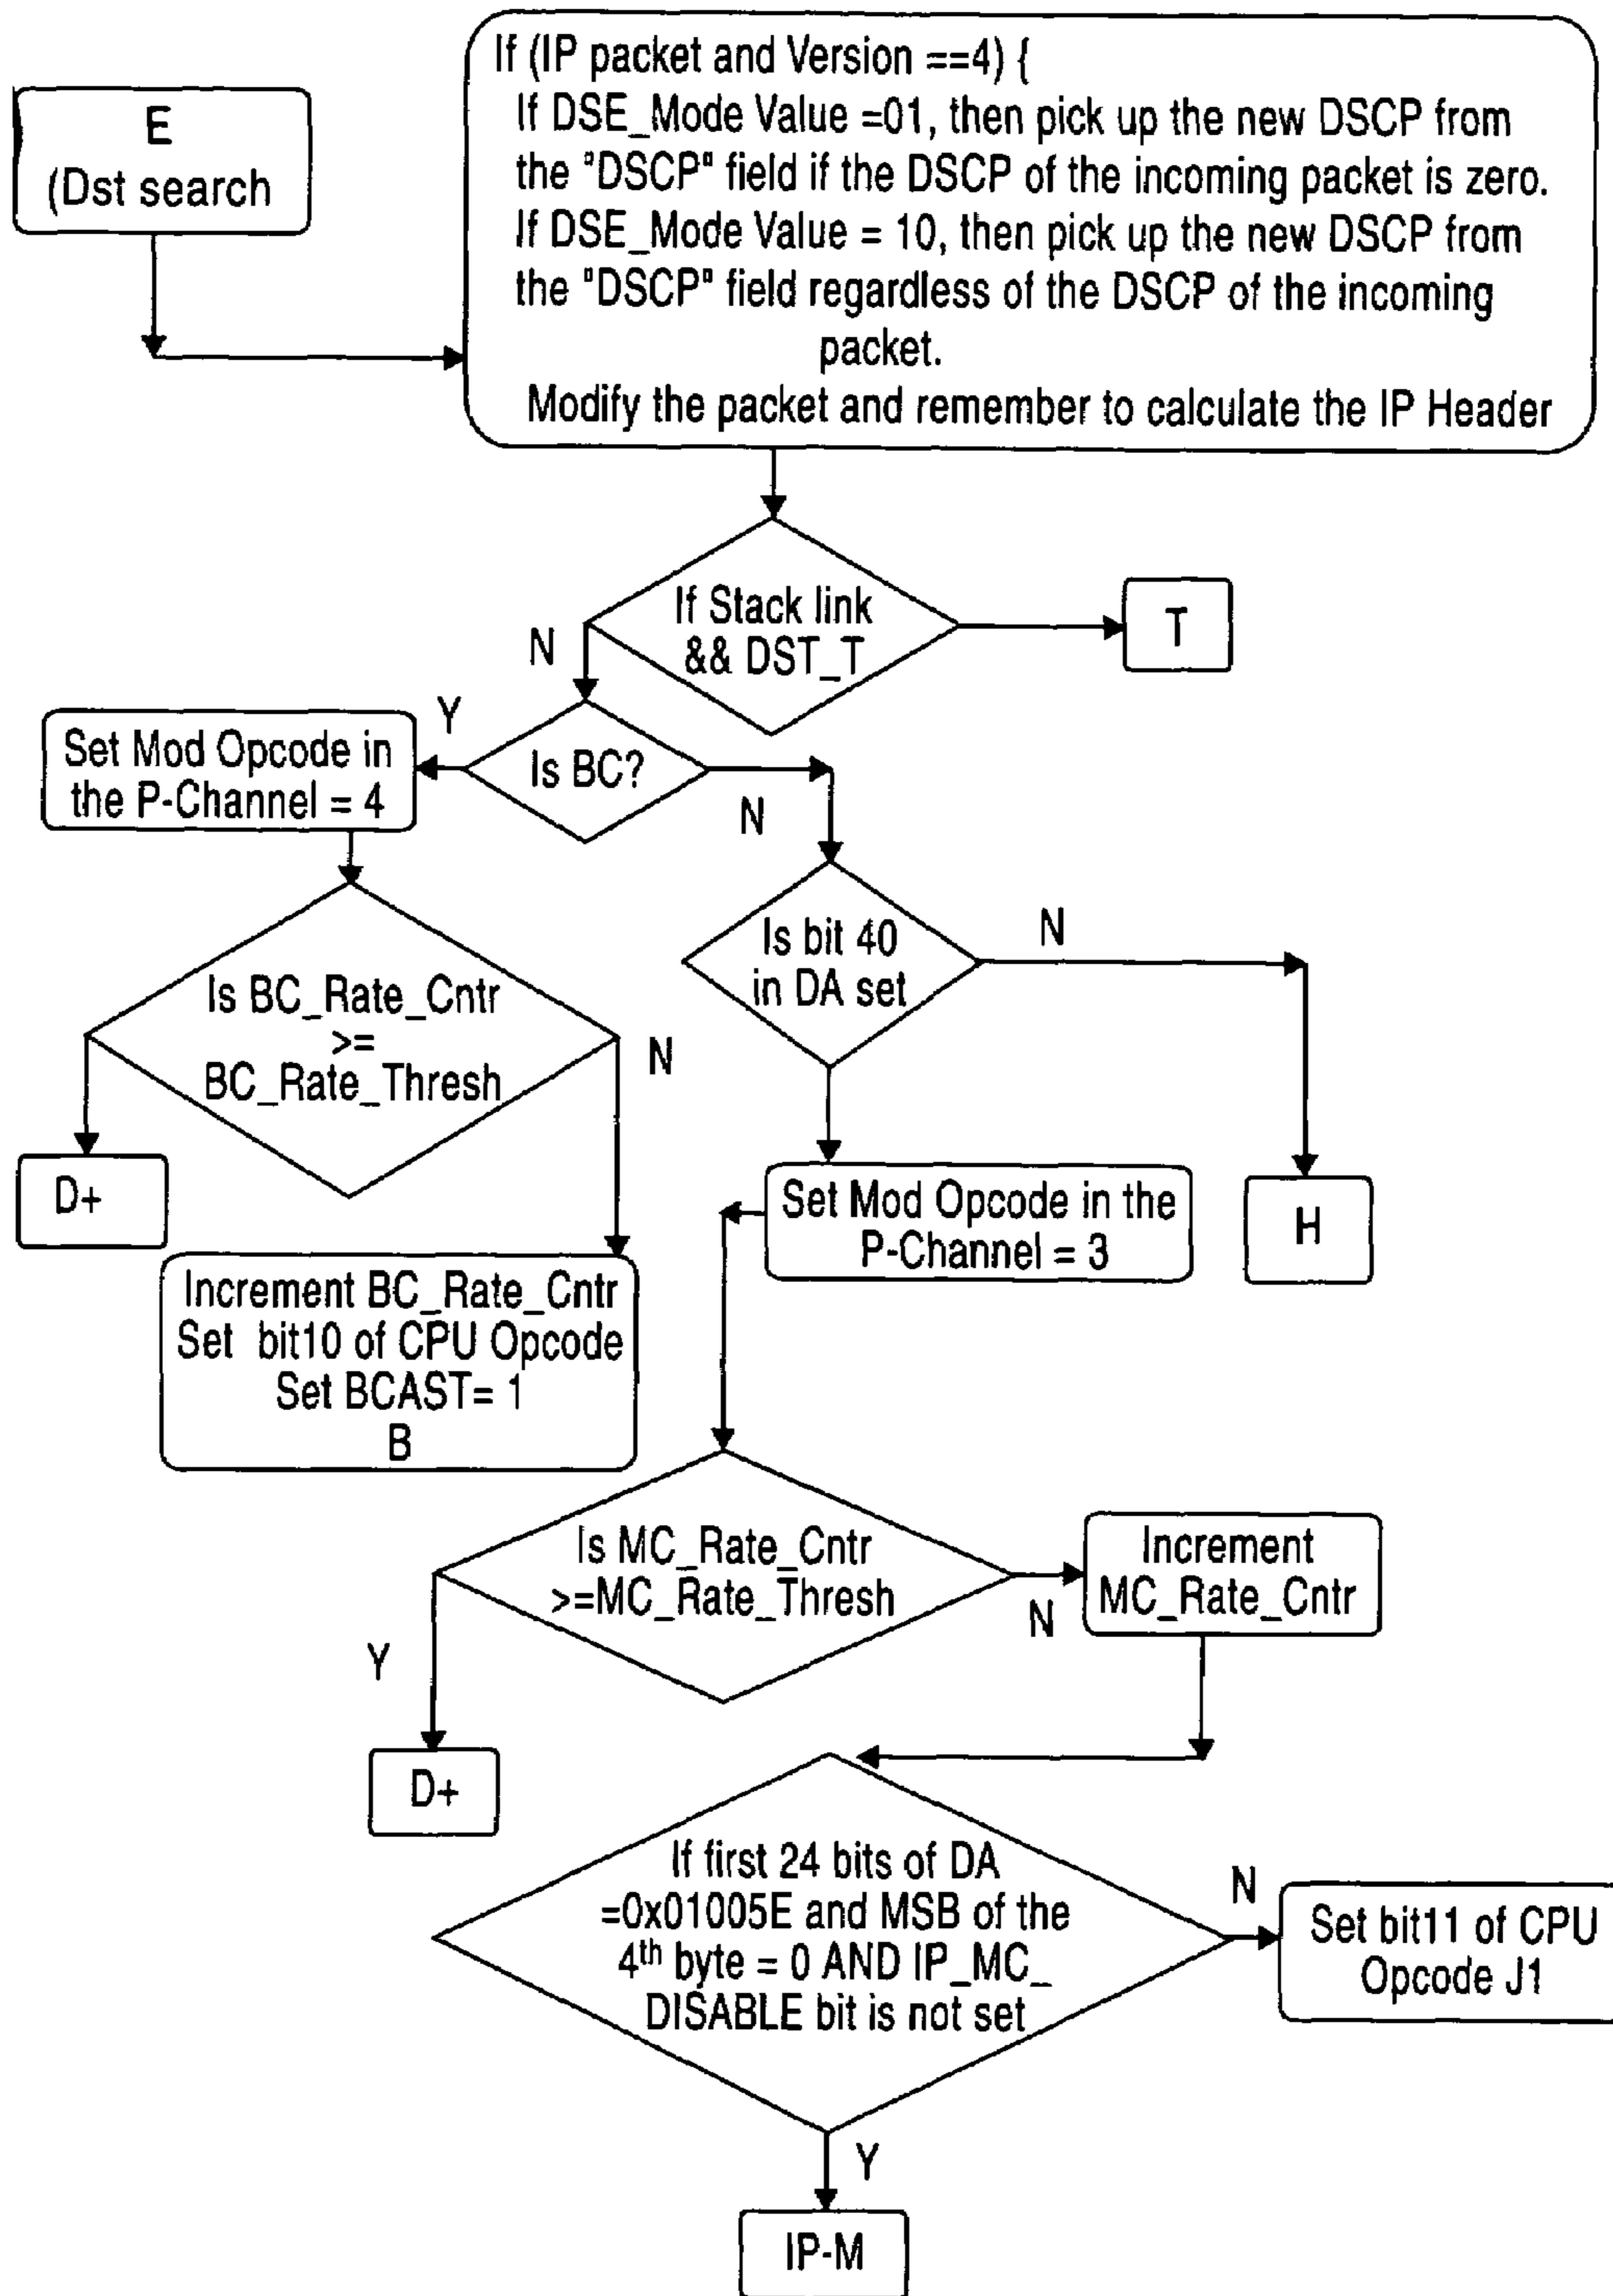 E
(Dst search
If (IP packet and Version ==4) {
If DSE_Mode Value =01, then pick up the new DSCP from
the "DSCP" field if the DSCP of the incoming packet is zero.
If DSE_Mode Value = 10, then pick up the new DSCP from
the "DSCP" field regardless of the DSCP of the incoming
packet.
Modify the packet and remember to calculate the IP Header
If Stack link
&& DST_T
T
N
Is BC?
Y
N
Set Mod Opcode in
the P-Channel = 4
Is bit 40
in DA set
N
Is BC_Rate_Cntr
>=
BC_Rate_Thresh
N
D+
Set Mod Opcode in the
P-Channel = 3
H
Increment BC_Rate_Cntr
Set bit10 of CPU Opcode
Set BCAST= 1
B
Is MC_Rate_Cntr
>=MC_Rate_Thresh
N
Increment
MC_Rate_Cntr
Y
D+
If first 24 bits of DA
=0x01005E and MSB of the
4th byte = 0 AND IP_MC_
DISABLE bit is not set
N
Set bit11 of CPU
Opcode J1
Y
IP-M